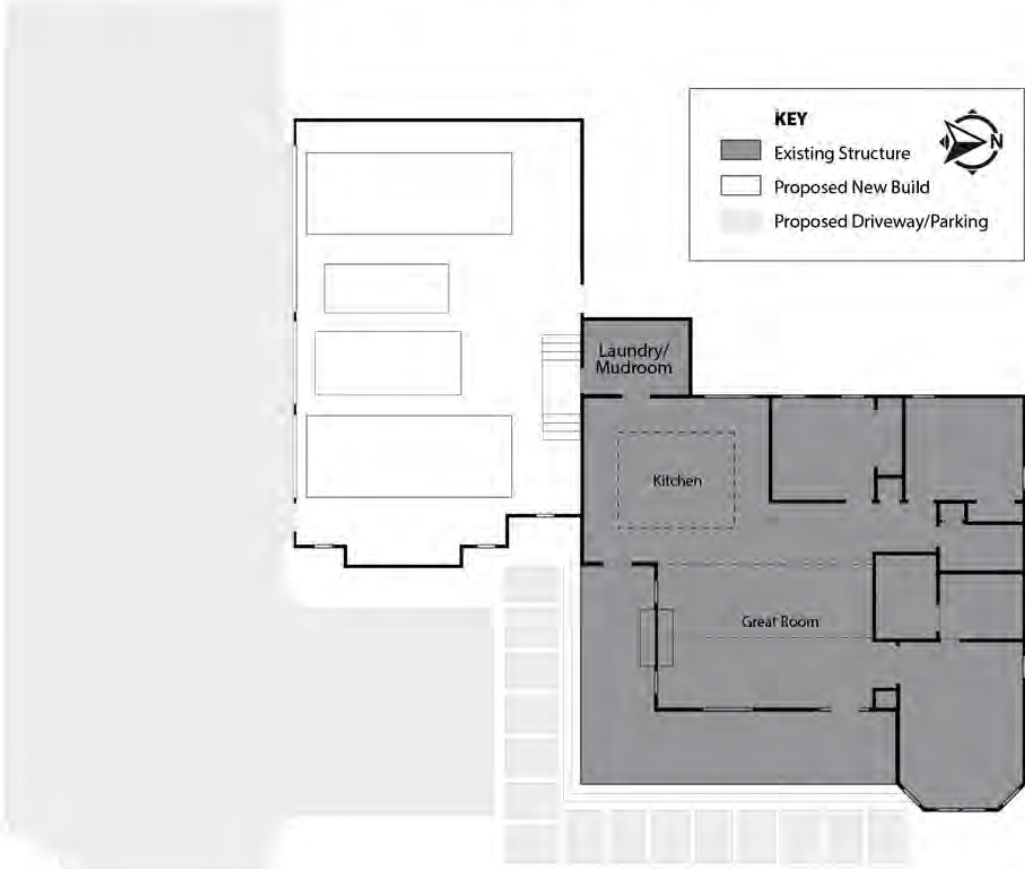 KEY
N
Existing Structure
Proposed New Build
Proposed Driveway/Parking
Laundry/
Mudroom
Kitchen
Great Room